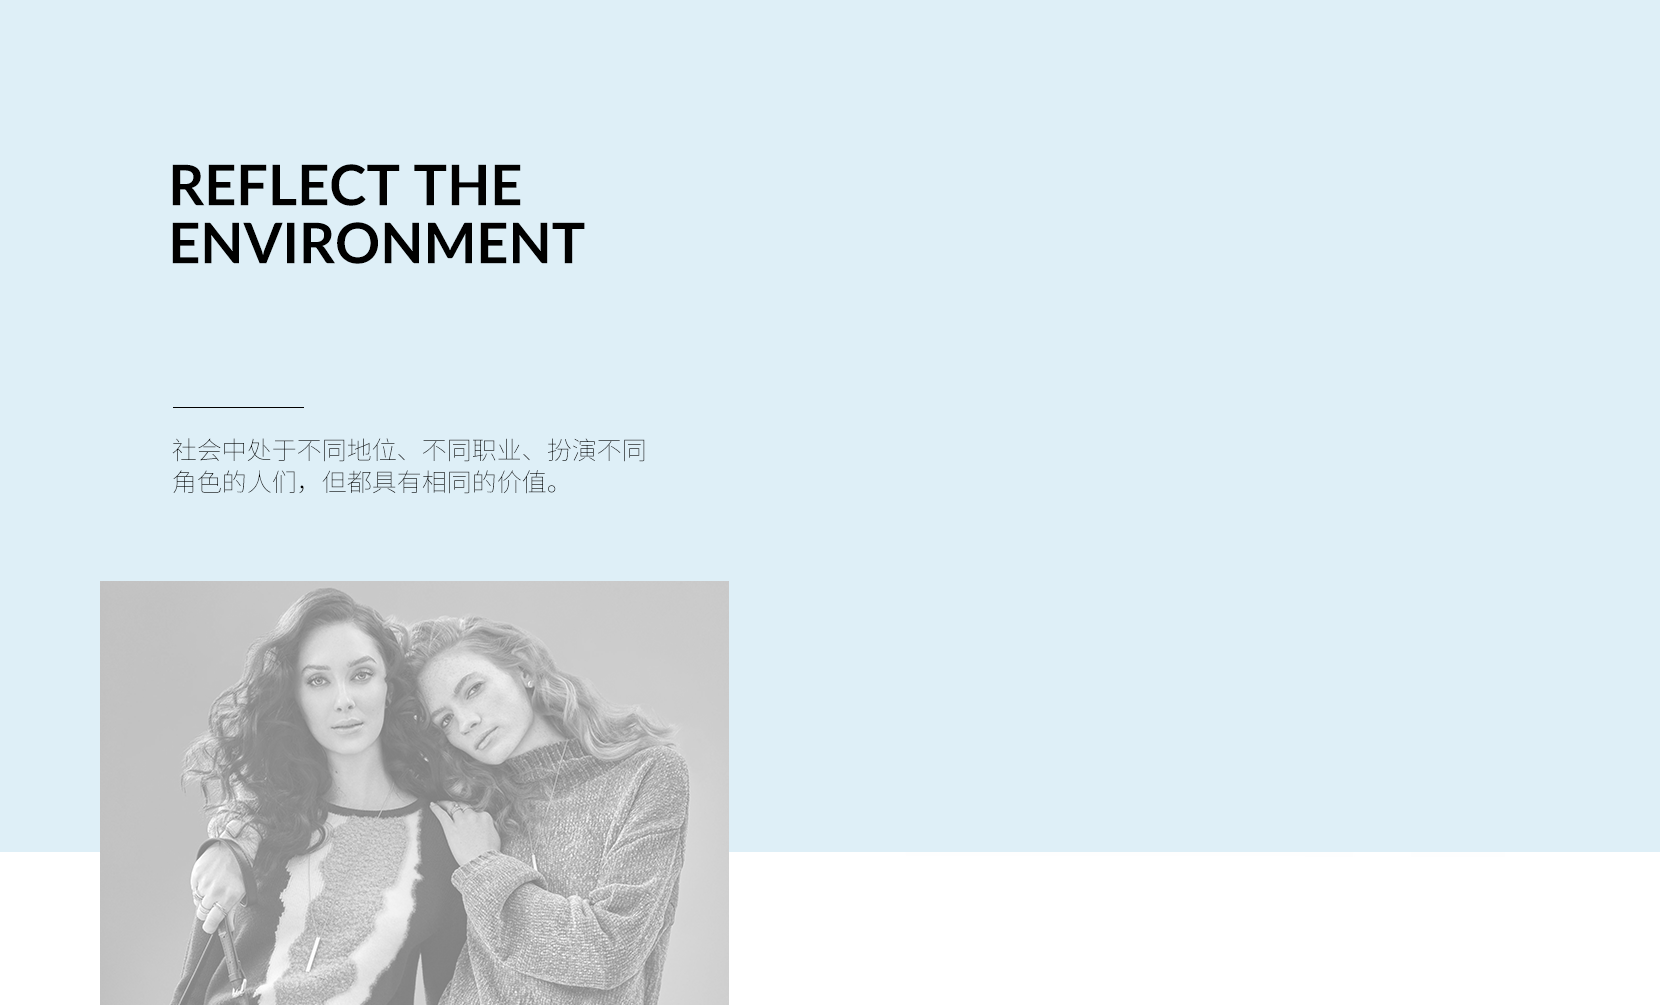 REFLECT THE
ENVIRONMENT
社会中处于不同地位、不同职业、扮演不同
角色的人们，但都具有相同的价值。